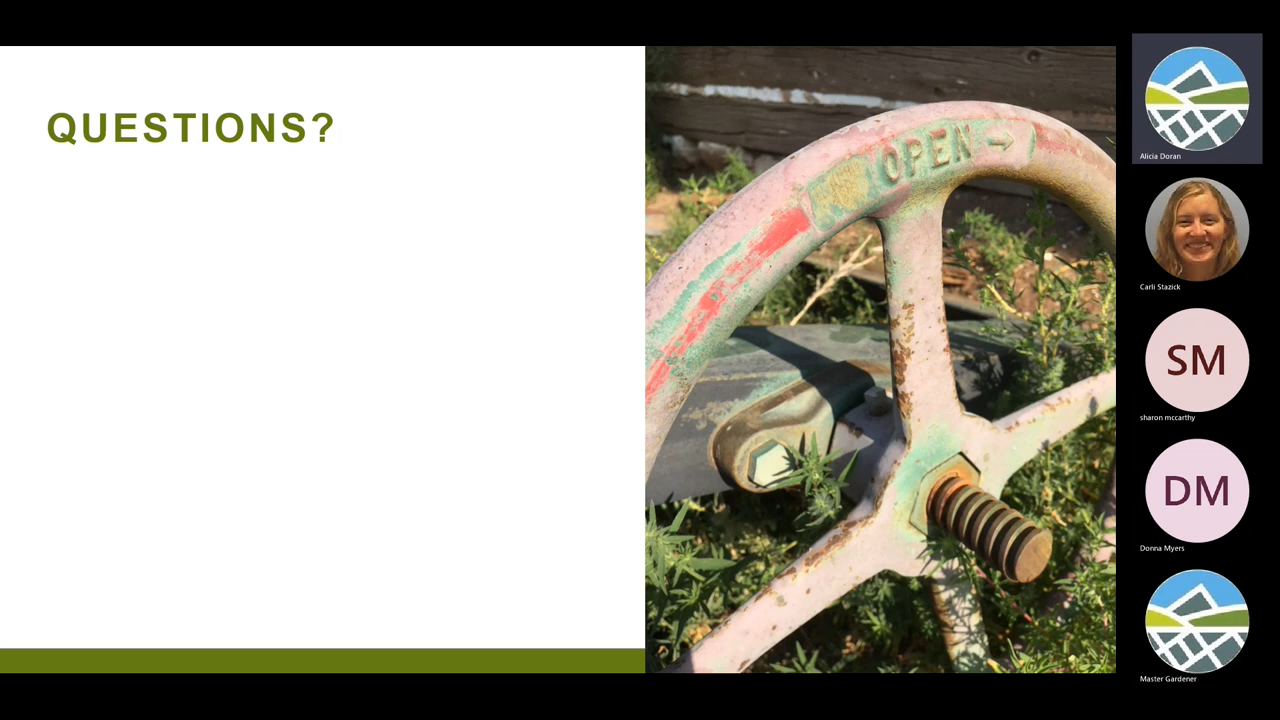 QUESTIONS?
OPEN →
Alicia Doran
Carli Stazick
SM
sharon mccarthy
DM
Donna Myers
Master Gardener